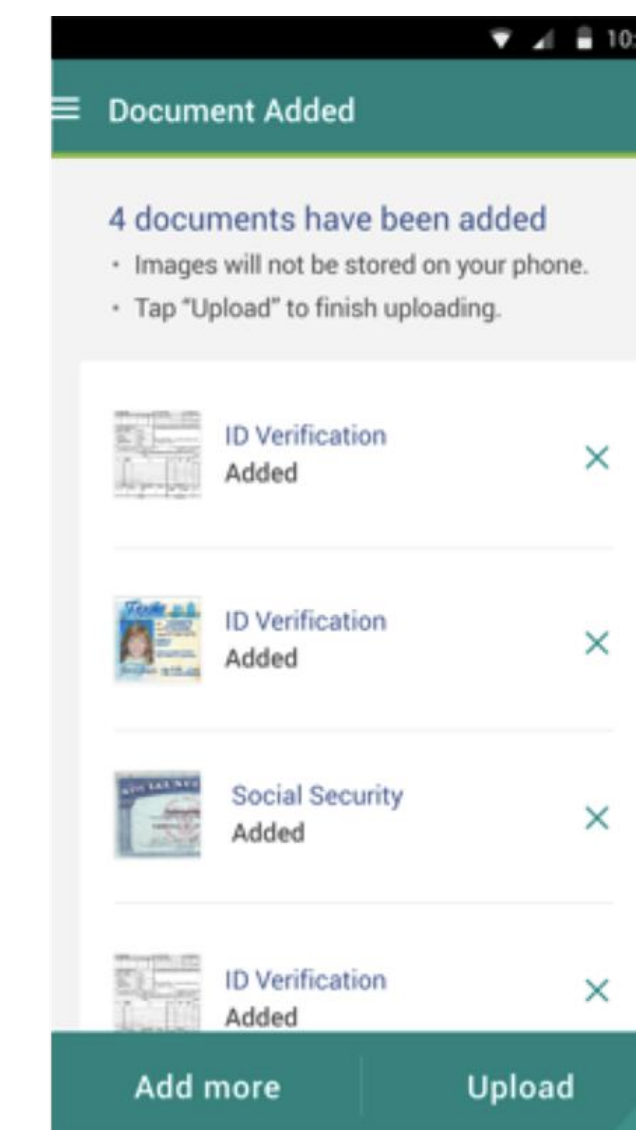 10:
Document Added
4 documents have been added
• Images will not be stored on your phone.
• Tap “Upload” to finish uploading.
ID Verification
Added
Texas
ID Verification
Added
Social Security
Added
ID Verification
Added
Add more
Upload